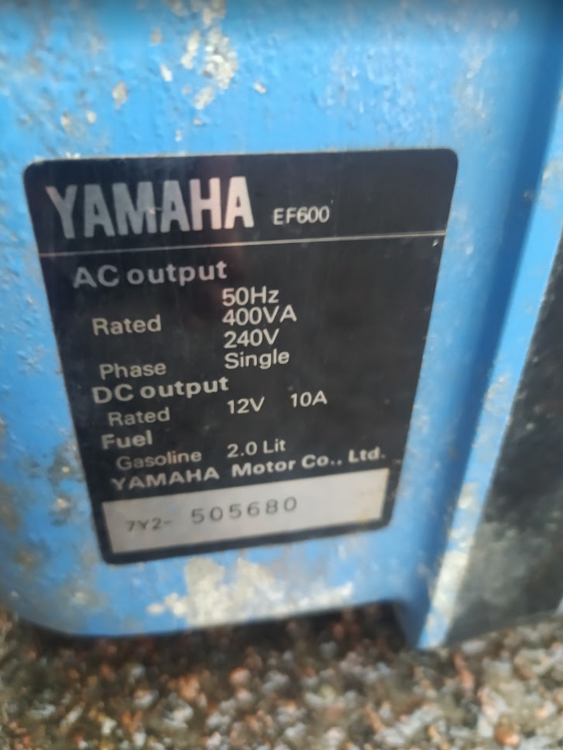 YAMAHA EF600
AC output
50Hz
Rated 400VA
240V
Phase Single
DC output
Rated 12V 10A
Fuel
Gasoline 2.0 Lit
YAMAHA Motor Co., Ltd.
7Y2- 505680